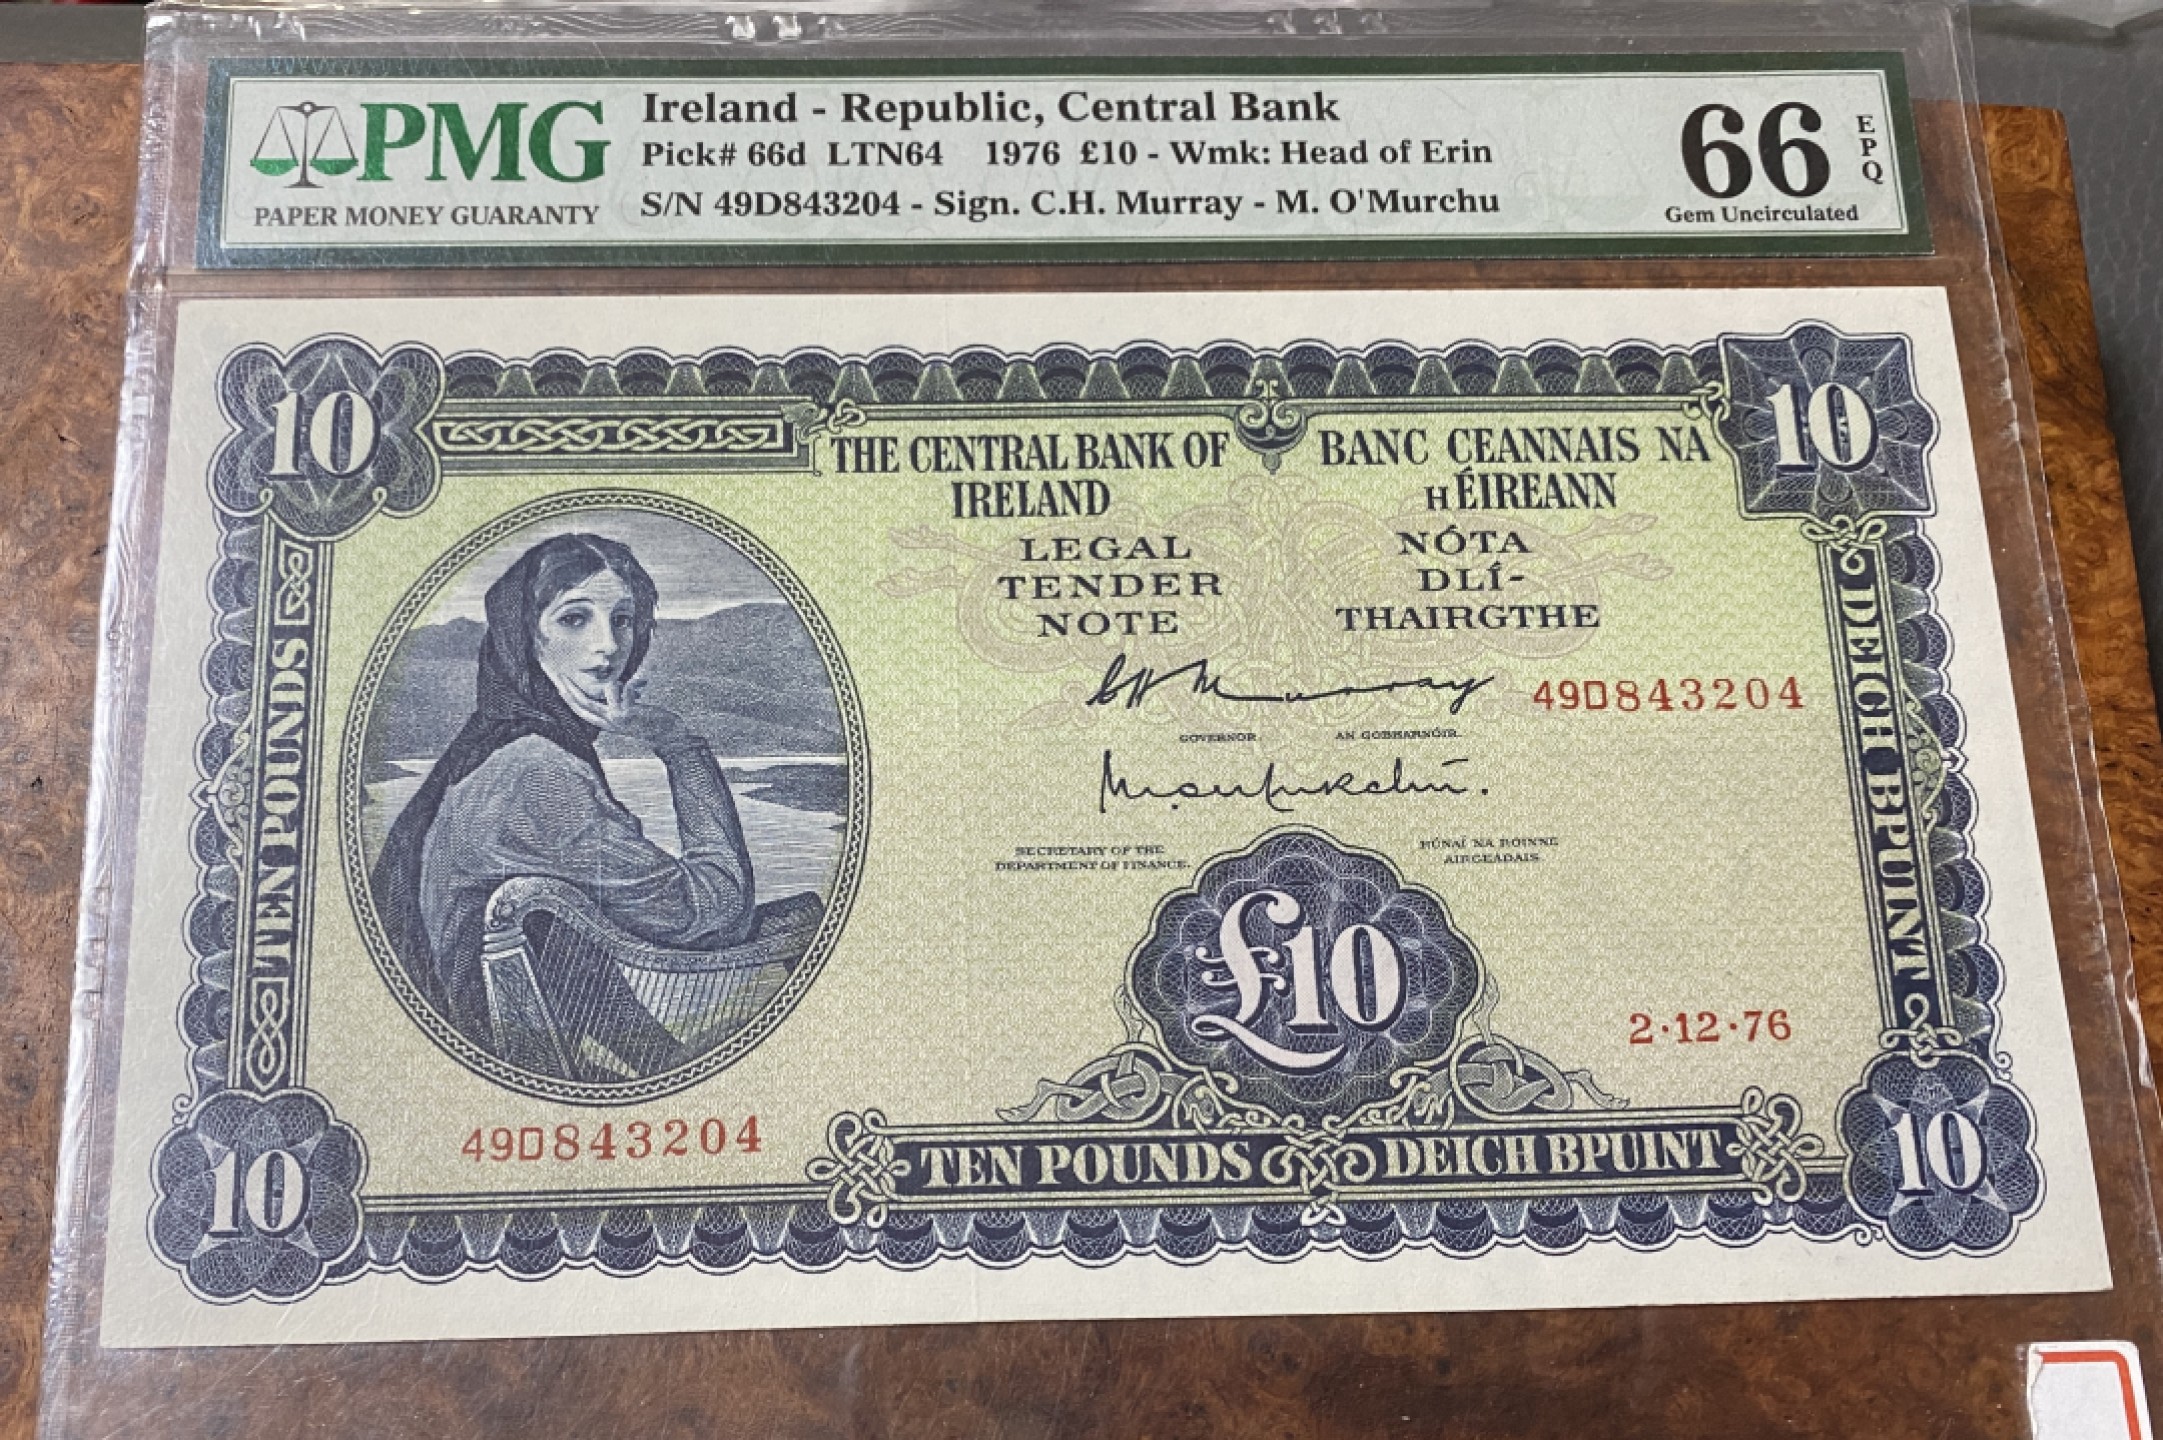 PMG
PAPER MONEY GUARANTY
Ireland - Republic, Central Bank
Pick# 66d LTN64 1976 £10 - Wmk: Head of Erin
S/N 49D843204 - Sign. C.H. Murray - M. O'Murchu
66
EPQ
Gem Uncirculated
10
10
THE CENTRAL BANK OF
IRELAND
BANC CEANNAIS NA
hÉIREANN
LEGAL
TENDER
NOTE
NÓTA
DLÍ-
THAIRGTHE
TEN POUNDS
DEICH BPUINT
C H Murray
49D843204
GOVERNOR.
AN GOBHARNÓIR.
SECRETARY OF THE
DEPARTMENT OF FINANCE.
RÚNAÍ NA ROINNE
AIRGEADAIS.
£10
2·12·76
49D843204
10
TEN POUNDS
DEICH BPUINT
10